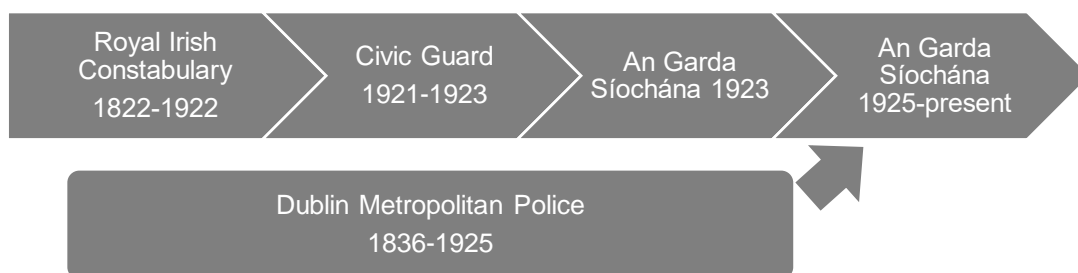 Royal Irish
Constabulary
1822-1922
Civic Guard
1921-1923
An Garda
Síochána 1923
An Garda
Síochána
1925-present
Dublin Metropolitan Police
1836-1925